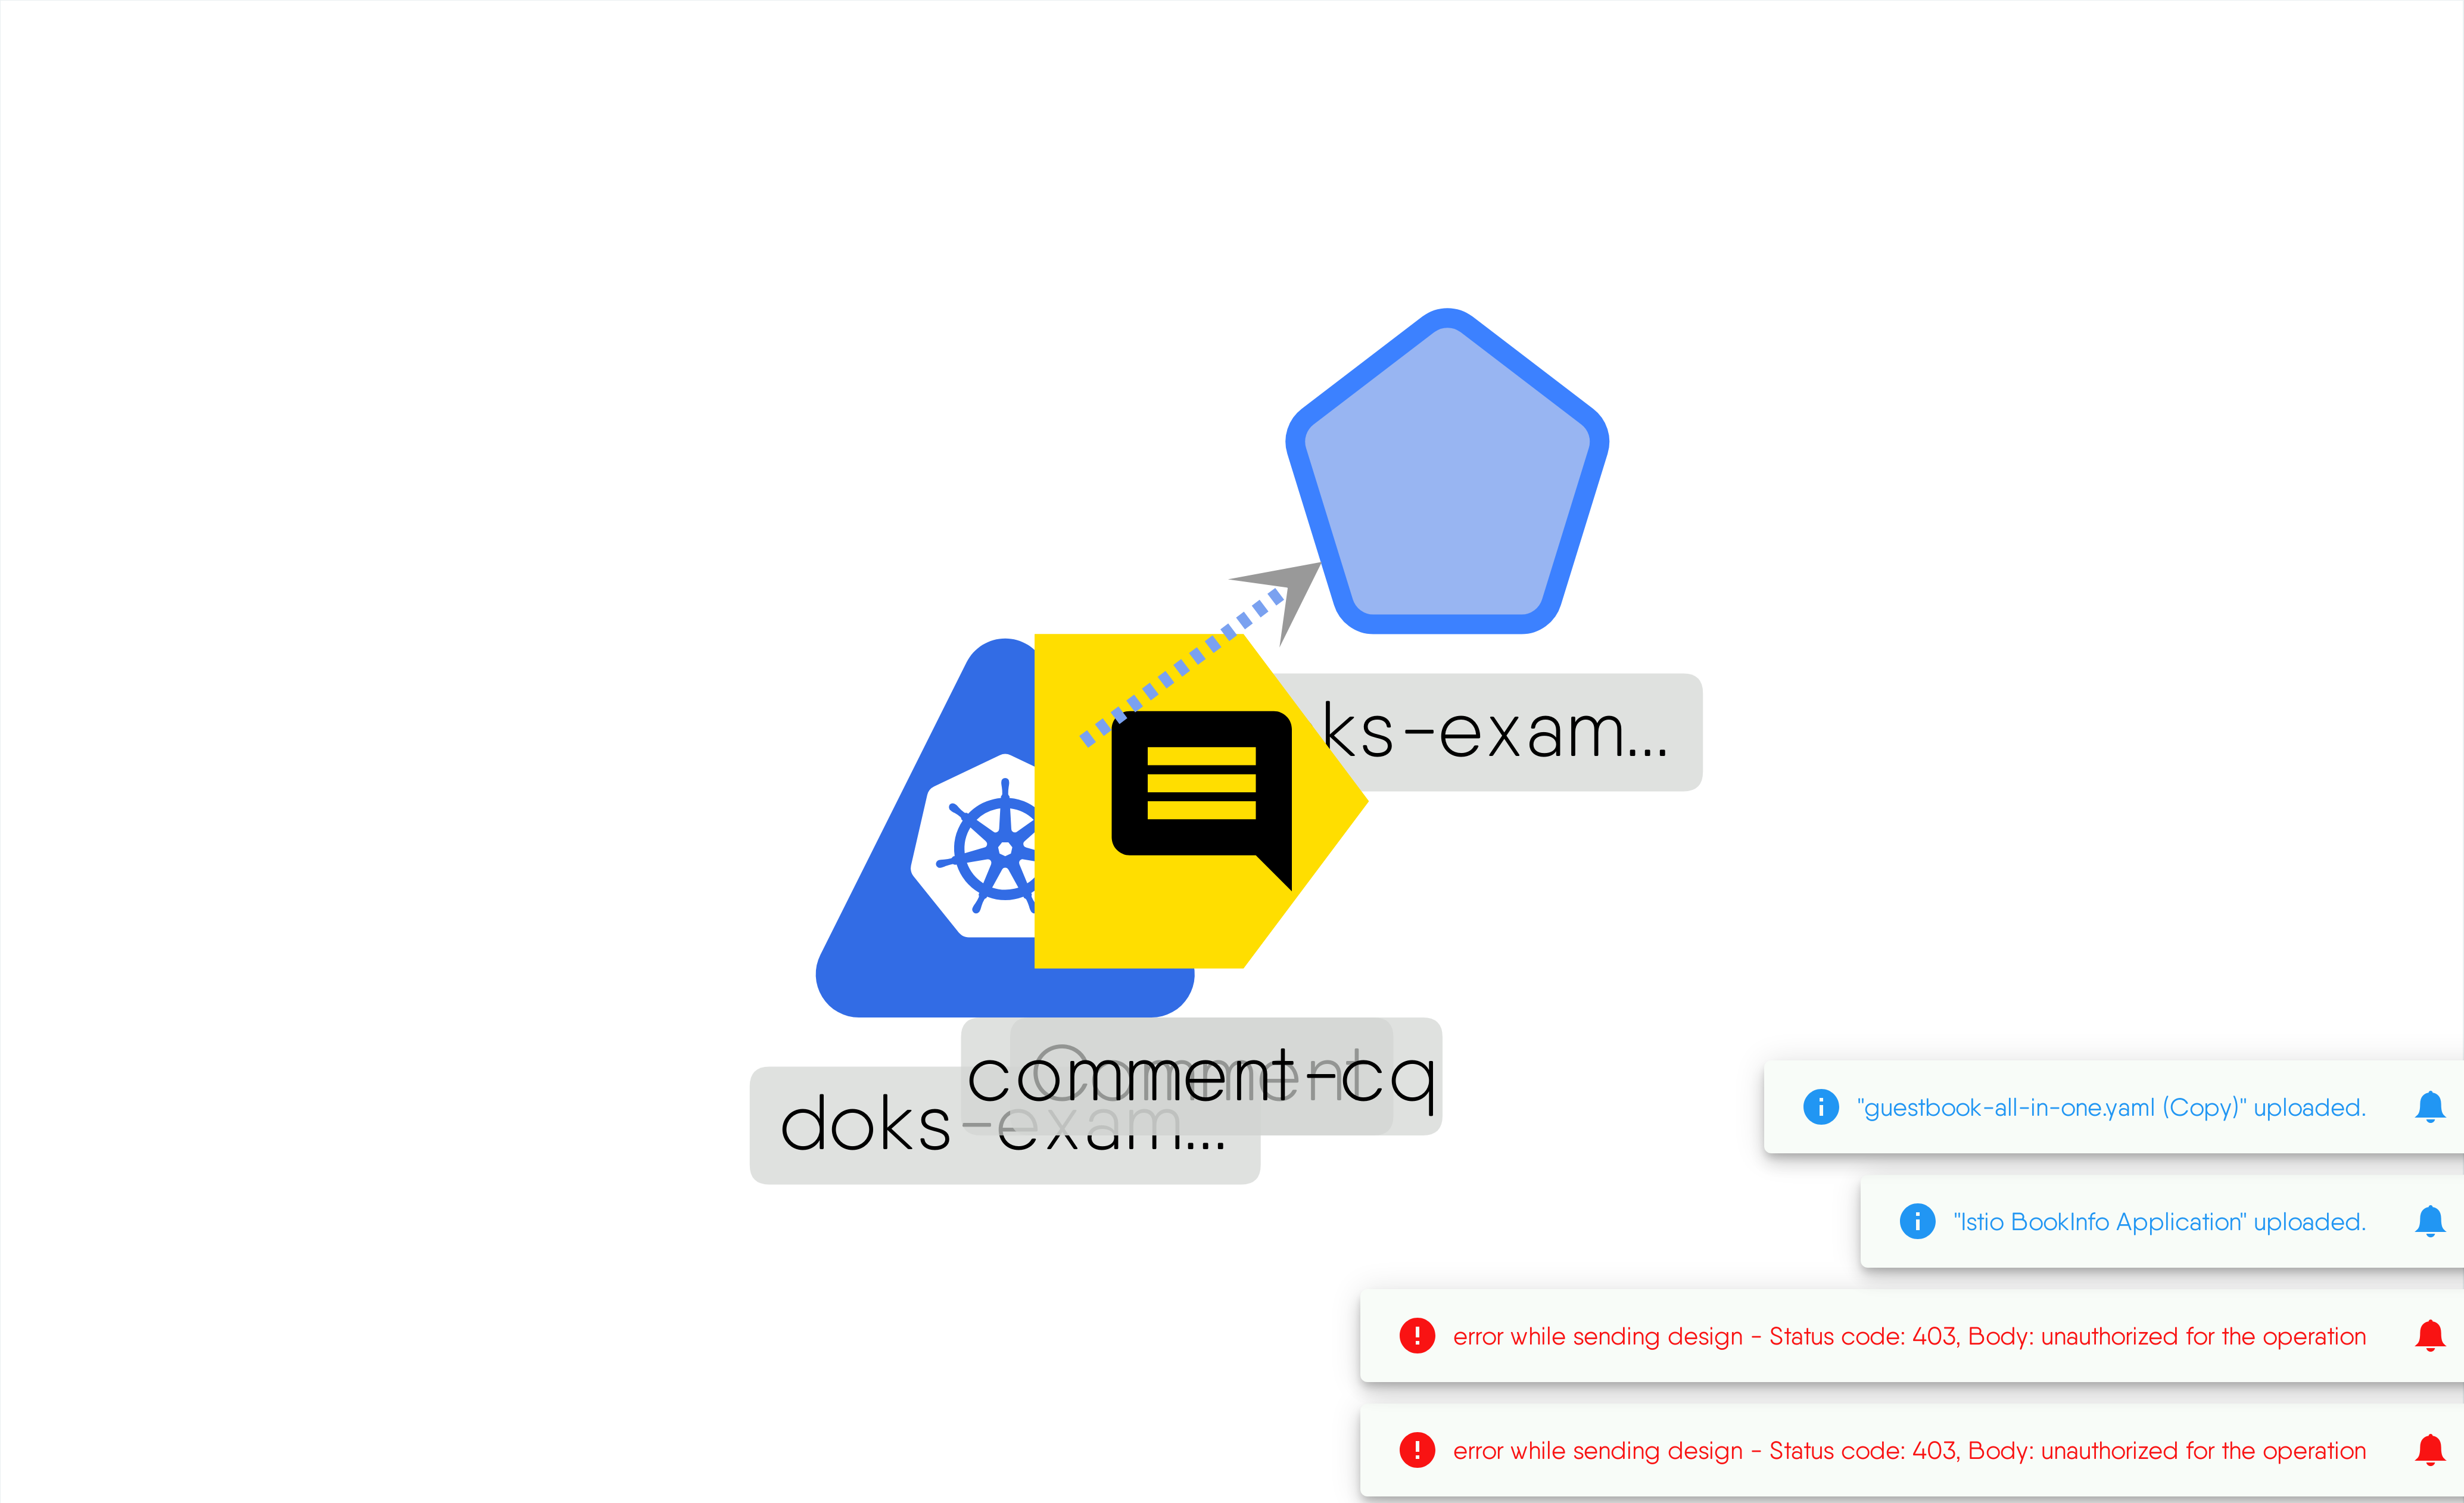 ks-exam...
Comment
comment-cq
doks-exam...
"guestbook-all-in-one.yaml (Copy)" uploaded.
"Istio BookInfo Application" uploaded.
error while sending design - Status code: 403, Body: unauthorized for the operation
error while sending design - Status code: 403, Body: unauthorized for the operation